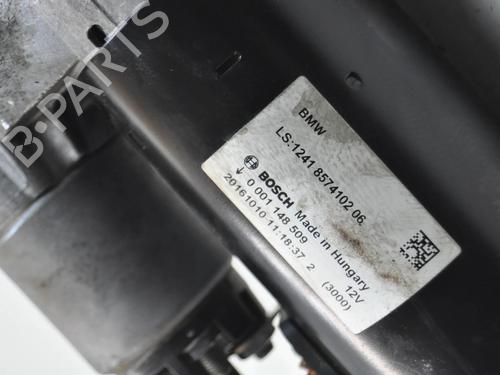 BMW
LS:1241 8574102 06
BOSCH Made in Hungary
0 001 148 509 12V
20161010 11:18:37 2 (3000)
B-PARTS